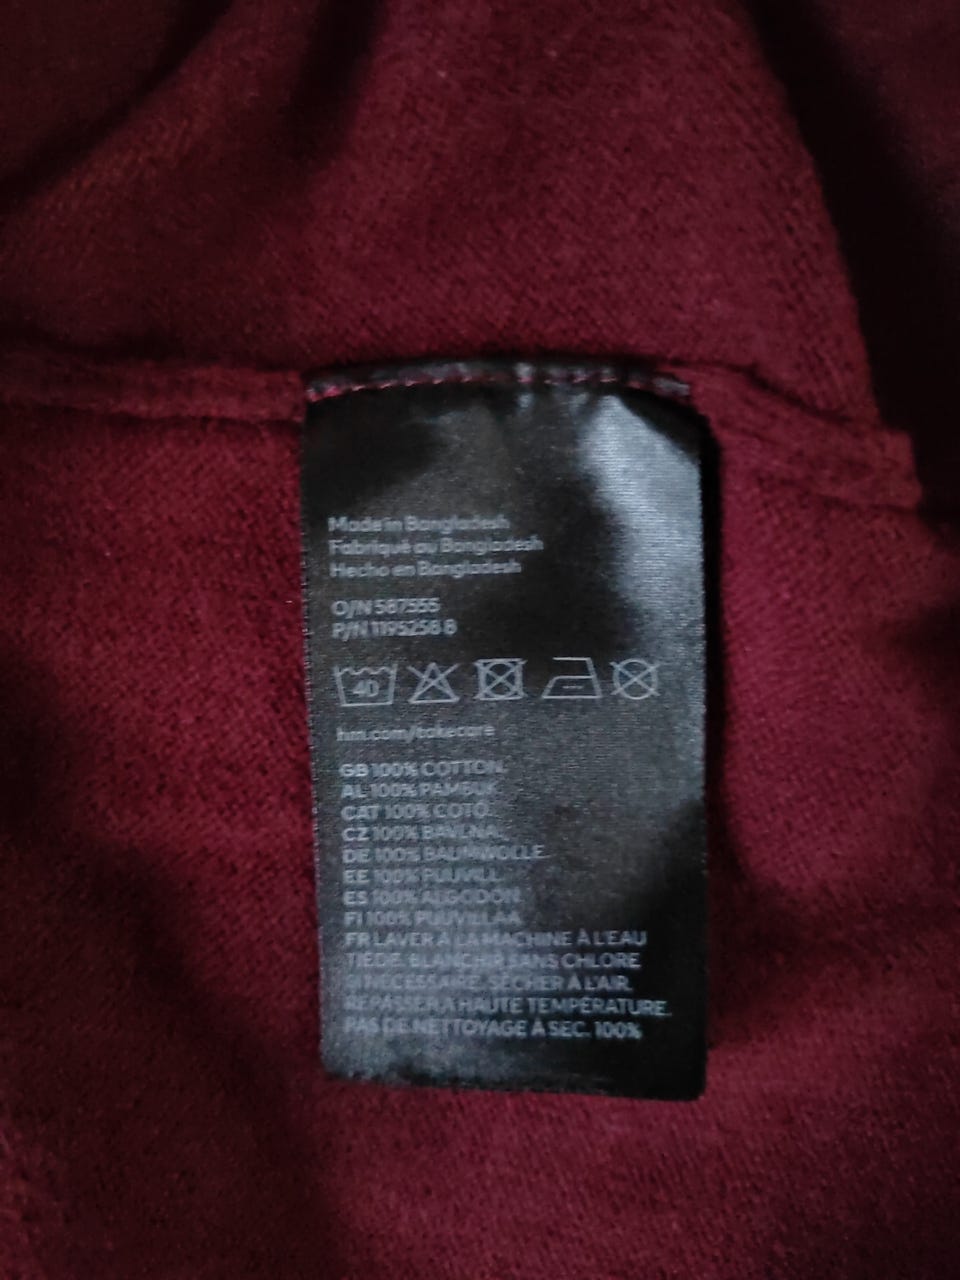 Made in Bangladesh
Fabriqué au Bangladesh
Hecho en Bangladesh
O/N 587555
P/N 1195258 B
40
hm.com/takecare
GB 100% COTTON.
AL 100% PAMBUK.
CAT 100% COTÓ.
CZ 100% BAVLNA.
DE 100% BAUMWOLLE.
EE 100% PUUVILL.
ES 100% ALGODÓN.
FI 100% PUUVILLAA.
FR LAVER À LA MACHINE À L'EAU
TIÈDE. BLANCHIR SANS CHLORE
SI NÉCESSAIRE. SÉCHER À L'AIR.
REPASSER À HAUTE TEMPÉRATURE.
PAS DE NETTOYAGE À SEC. 100%